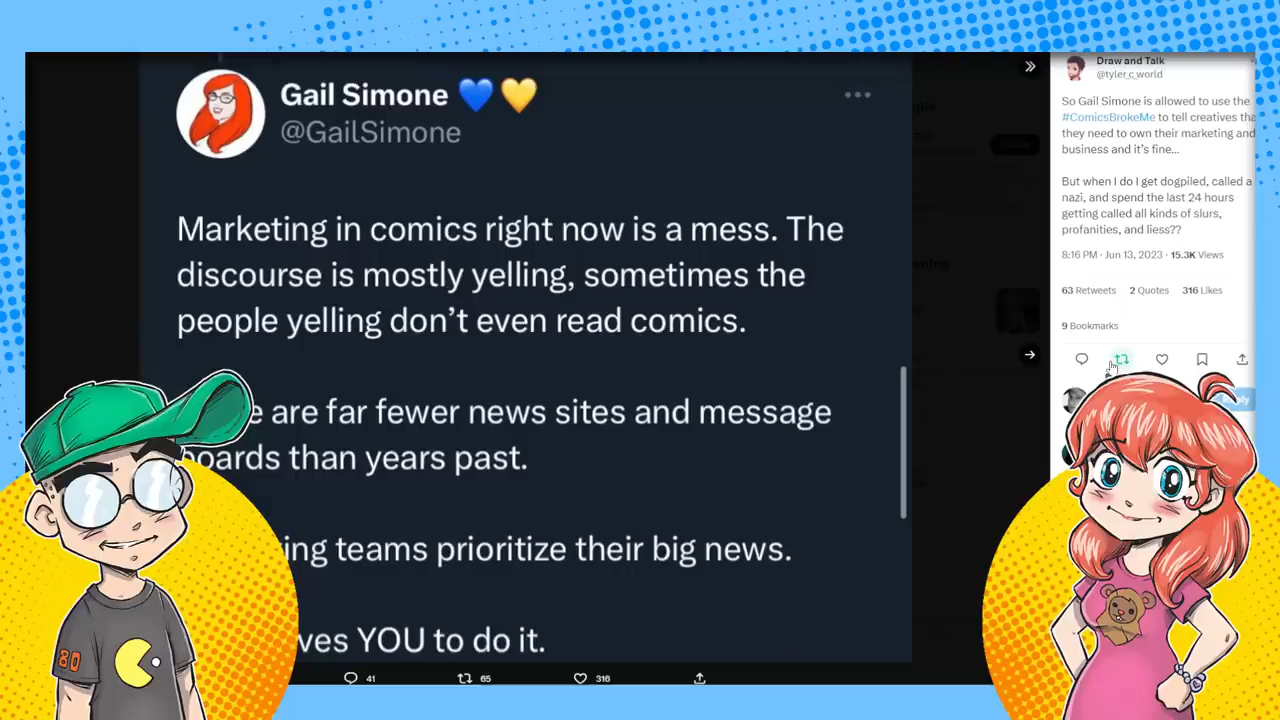 Gail Simone 💙 💛
@GailSimone
Marketing in comics right now is a mess. The
discourse is mostly yelling, sometimes the
people yelling don’t even read comics.
are far fewer news sites and message
boards than years past.
teams prioritize their big news.
YOU to do it.
41
65
316
Draw and Talk
@tyler_c_world
So Gail Simone is allowed to use the
#ComicsBrokeMe to tell creatives
they need to own their marketing and
business and it’s fine...
But when I do I get dogpiled, called a
nazi, and spend the last 24 hours
getting called all kinds of slurs,
profanities, and liess??
8:16 PM · Jun 13, 2023 · 15.3K Views
63 Retweets 2 Quotes 316 Likes
9 Bookmarks
80